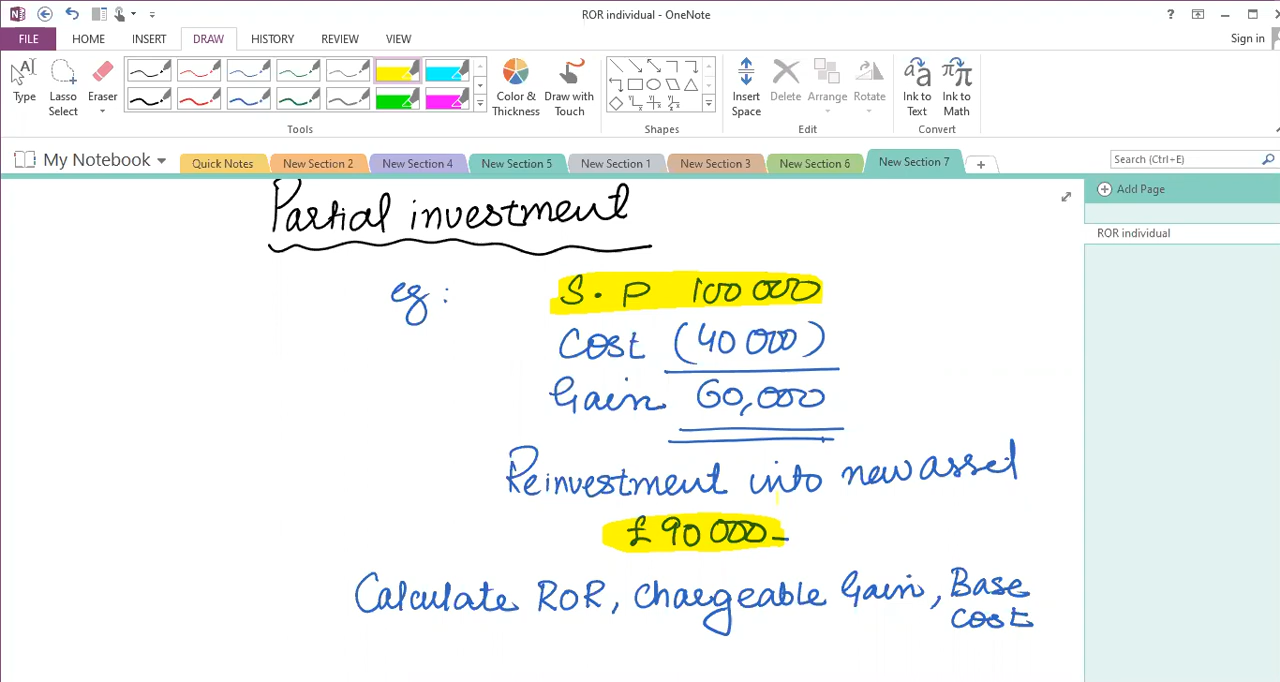 ROR individual - OneNote
?
FILE HOME INSERT DRAW HISTORY REVIEW VIEW
Sign in
Type
Lasso Select
Eraser
Color & Thickness
Draw with Touch
Insert Space
Delete
Arrange
Rotate
Ink to Text
Ink to Math
Tools
Shapes
Edit
Convert
My Notebook
Quick Notes New Section 2 New Section 4 New Section 5 New Section 1 New Section 3 New Section 6 New Section 7
Search (Ctrl+E)
Add Page
ROR individual
Partial investment
eg: S.P 100 000
Cost (40 000)
Gain 60,000
Reinvestment into new asset
£ 90 000
Calculate ROR, Chargeable Gain, Base
cost